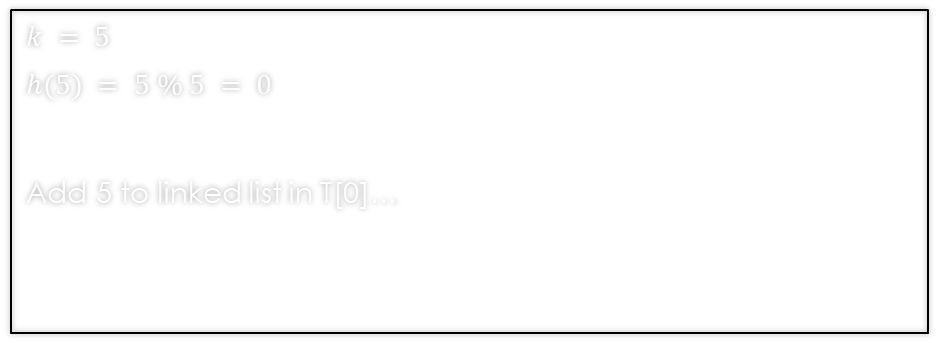 k = 5
h(5) = 5 % 5 = 0
Add 5 to linked list in T[0]...